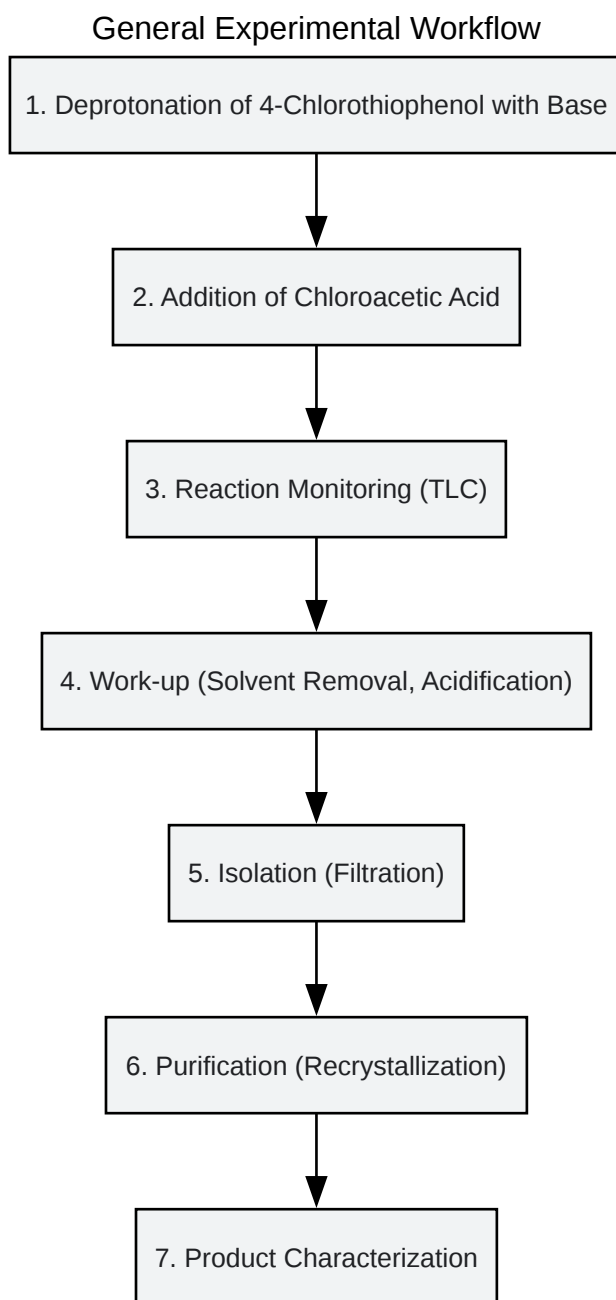 General Experimental Workflow
1. Deprotonation of 4-Chlorothiophenol with Base
2. Addition of Chloroacetic Acid
3. Reaction Monitoring (TLC)
4. Work-up (Solvent Removal, Acidification)
5. Isolation (Filtration)
6. Purification (Recrystallization)
7. Product Characterization